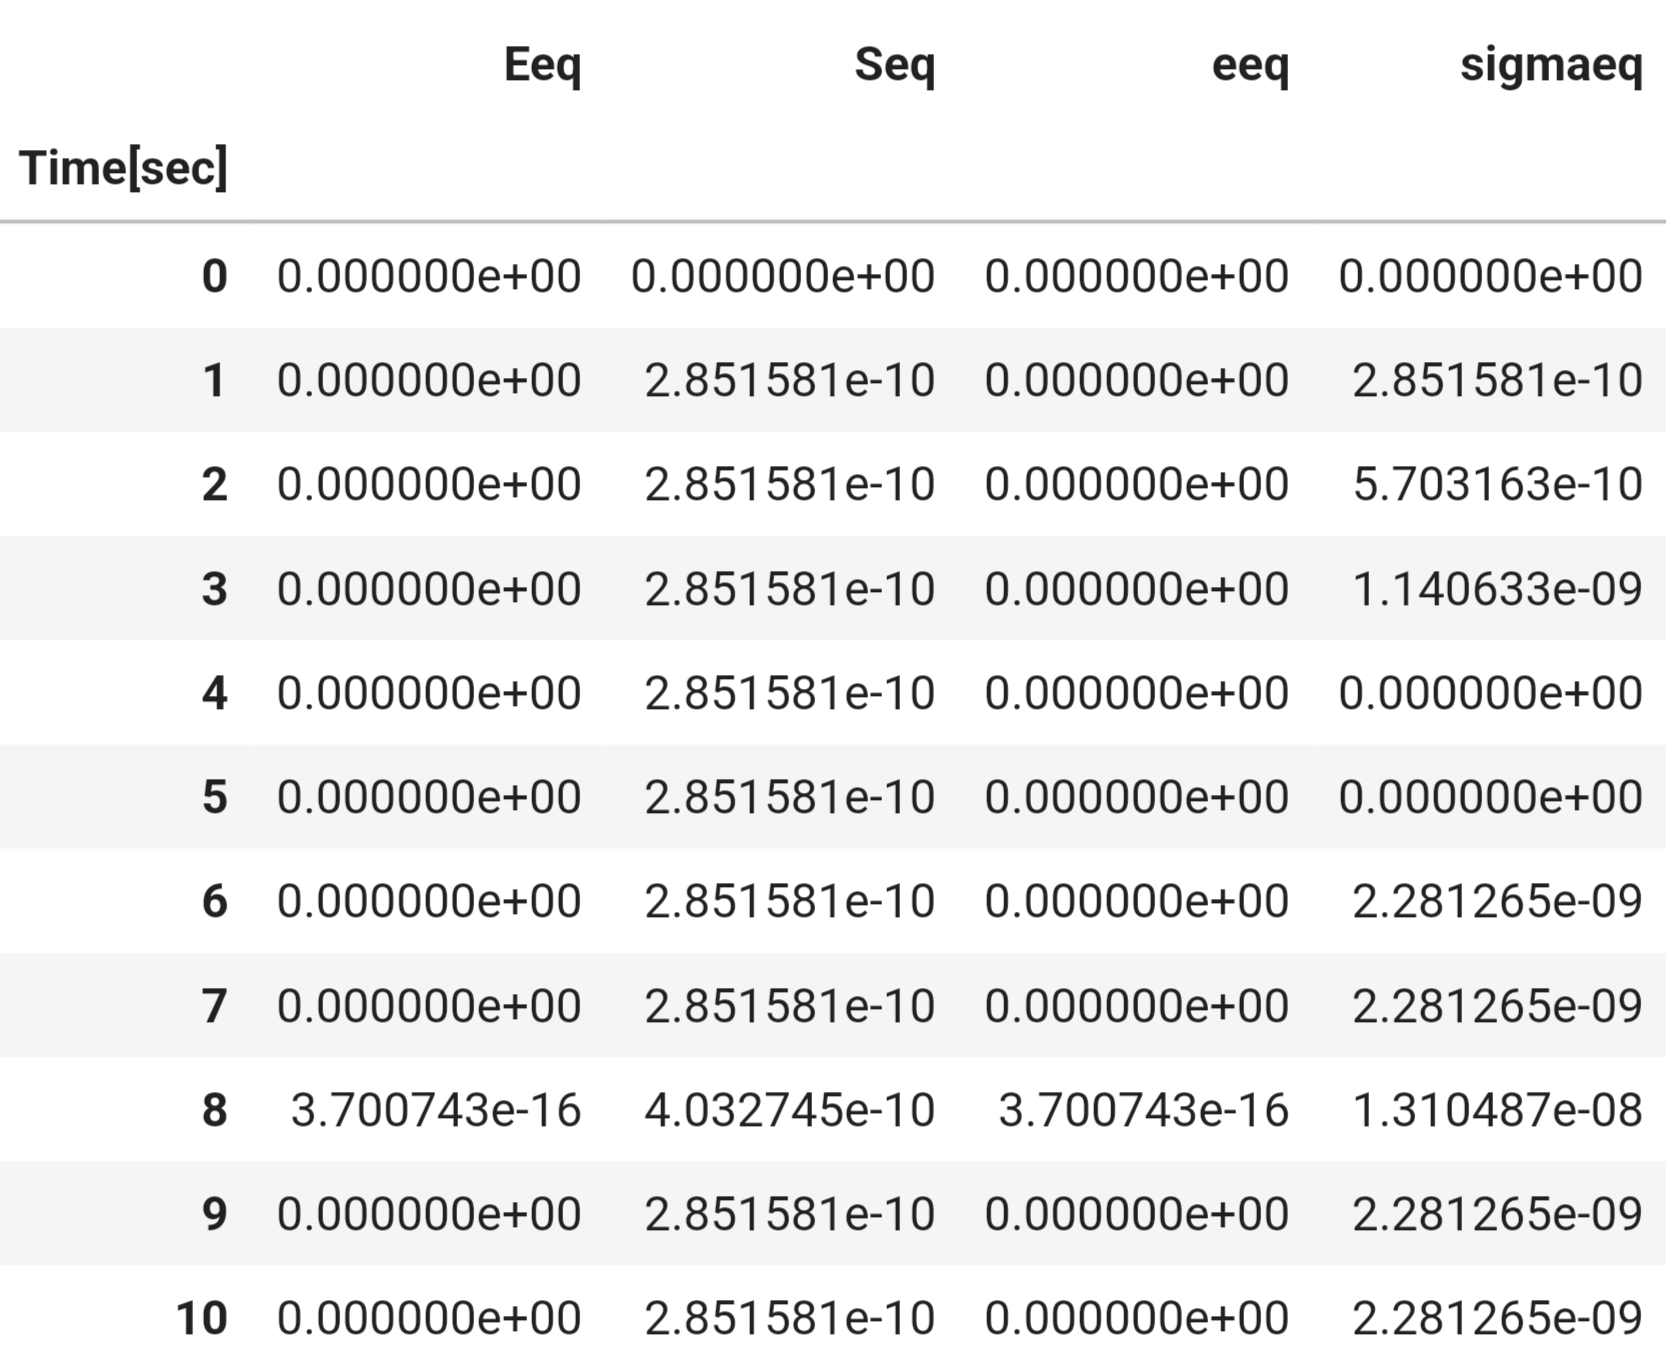 Eeq Seq eeq sigmaeq
Time[sec]
0 0.000000e+00 0.000000e+00 0.000000e+00 0.000000e+00
1 0.000000e+00 2.851581e-10 0.000000e+00 2.851581e-10
2 0.000000e+00 2.851581e-10 0.000000e+00 5.703163e-10
3 0.000000e+00 2.851581e-10 0.000000e+00 1.140633e-09
4 0.000000e+00 2.851581e-10 0.000000e+00 0.000000e+00
5 0.000000e+00 2.851581e-10 0.000000e+00 0.000000e+00
6 0.000000e+00 2.851581e-10 0.000000e+00 2.281265e-09
7 0.000000e+00 2.851581e-10 0.000000e+00 2.281265e-09
8 3.700743e-16 4.032745e-10 3.700743e-16 1.310487e-08
9 0.000000e+00 2.851581e-10 0.000000e+00 2.281265e-09
10 0.000000e+00 2.851581e-10 0.000000e+00 2.281265e-09